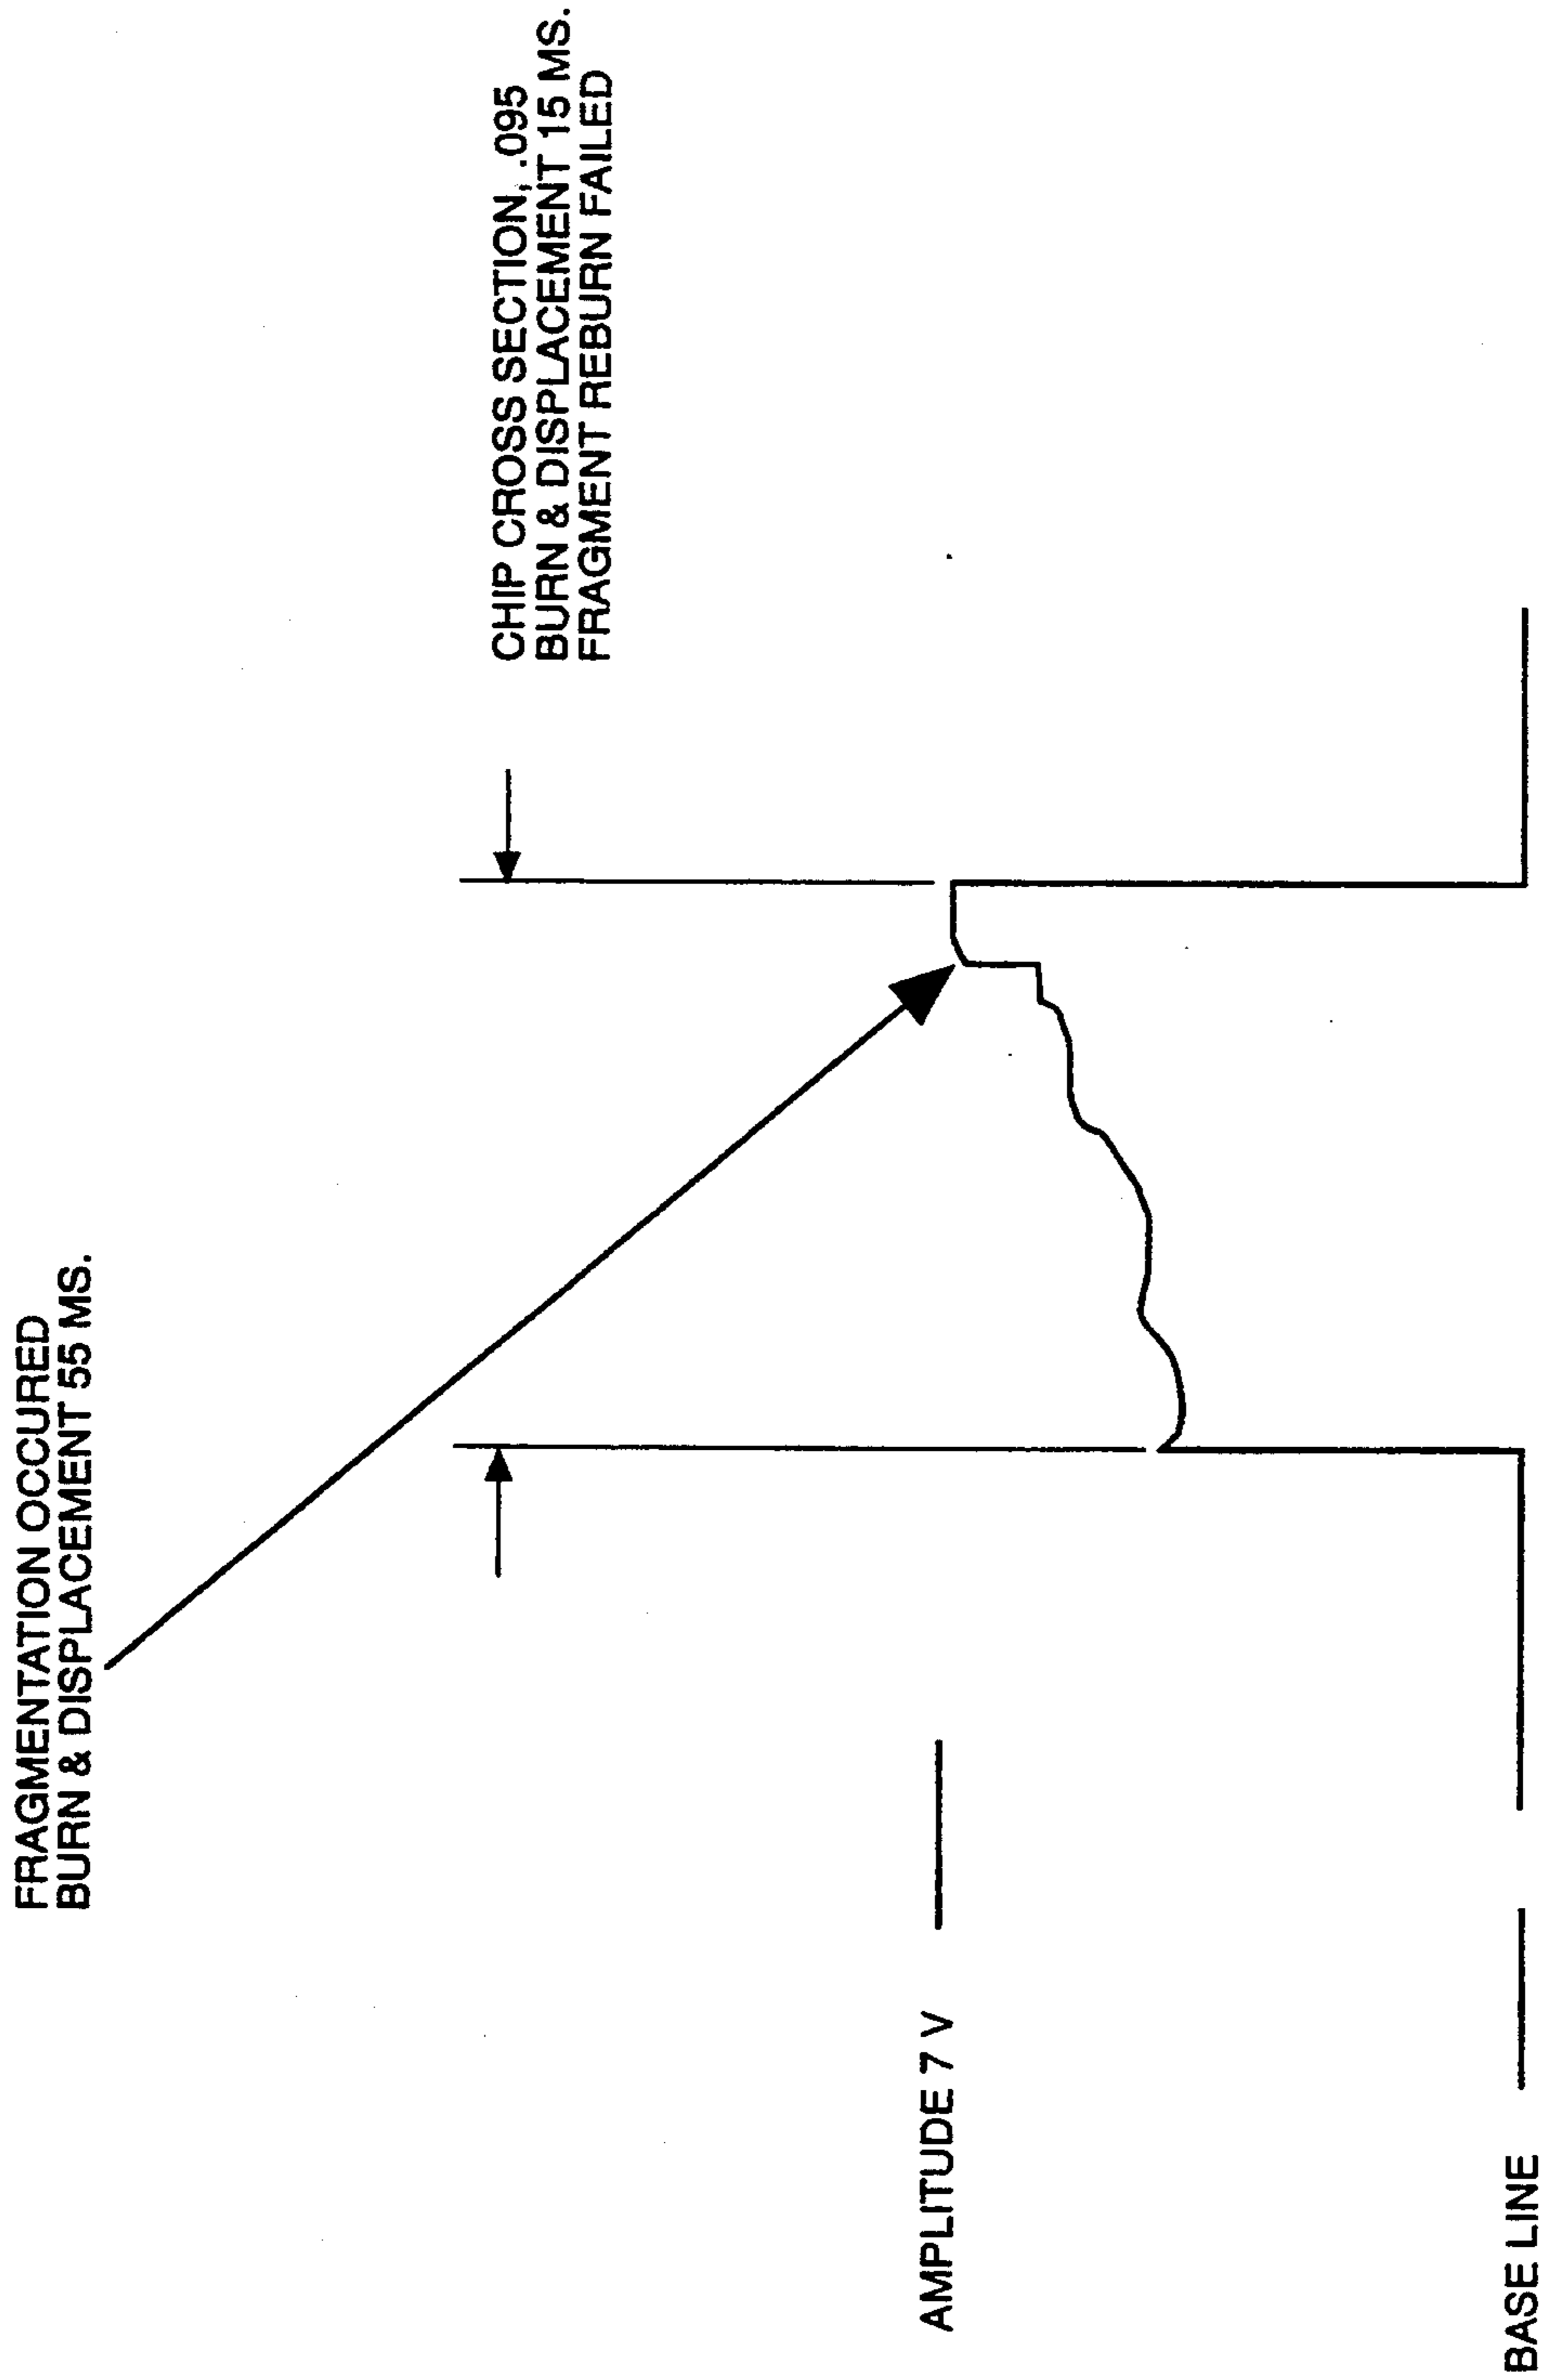 FRAGMENTATION OCCURED
BURN & DISPLACEMENT 55 MS.
CHIP CROSS SECTION, .095
BURN & DISPLACEMENT 15 MS.
FRAGMENT REBURN FAILED
AMPLITUDE 7 V
BASE LINE